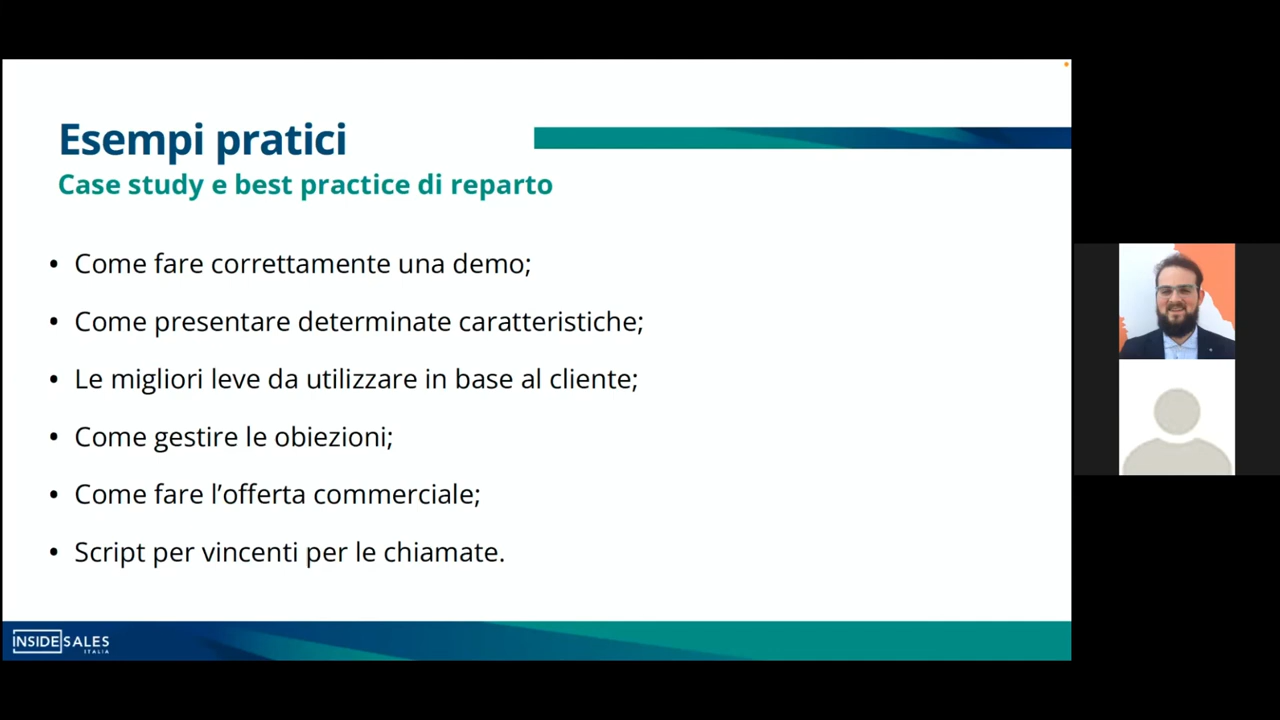 Esempi pratici
Case study e best practice di reparto
• Come fare correttamente una demo;
• Come presentare determinate caratteristiche;
• Le migliori leve da utilizzare in base al cliente;
• Come gestire le obiezioni;
• Come fare l’offerta commerciale;
• Script per vincenti per le chiamate.
INSIDE SALES
ITALIA